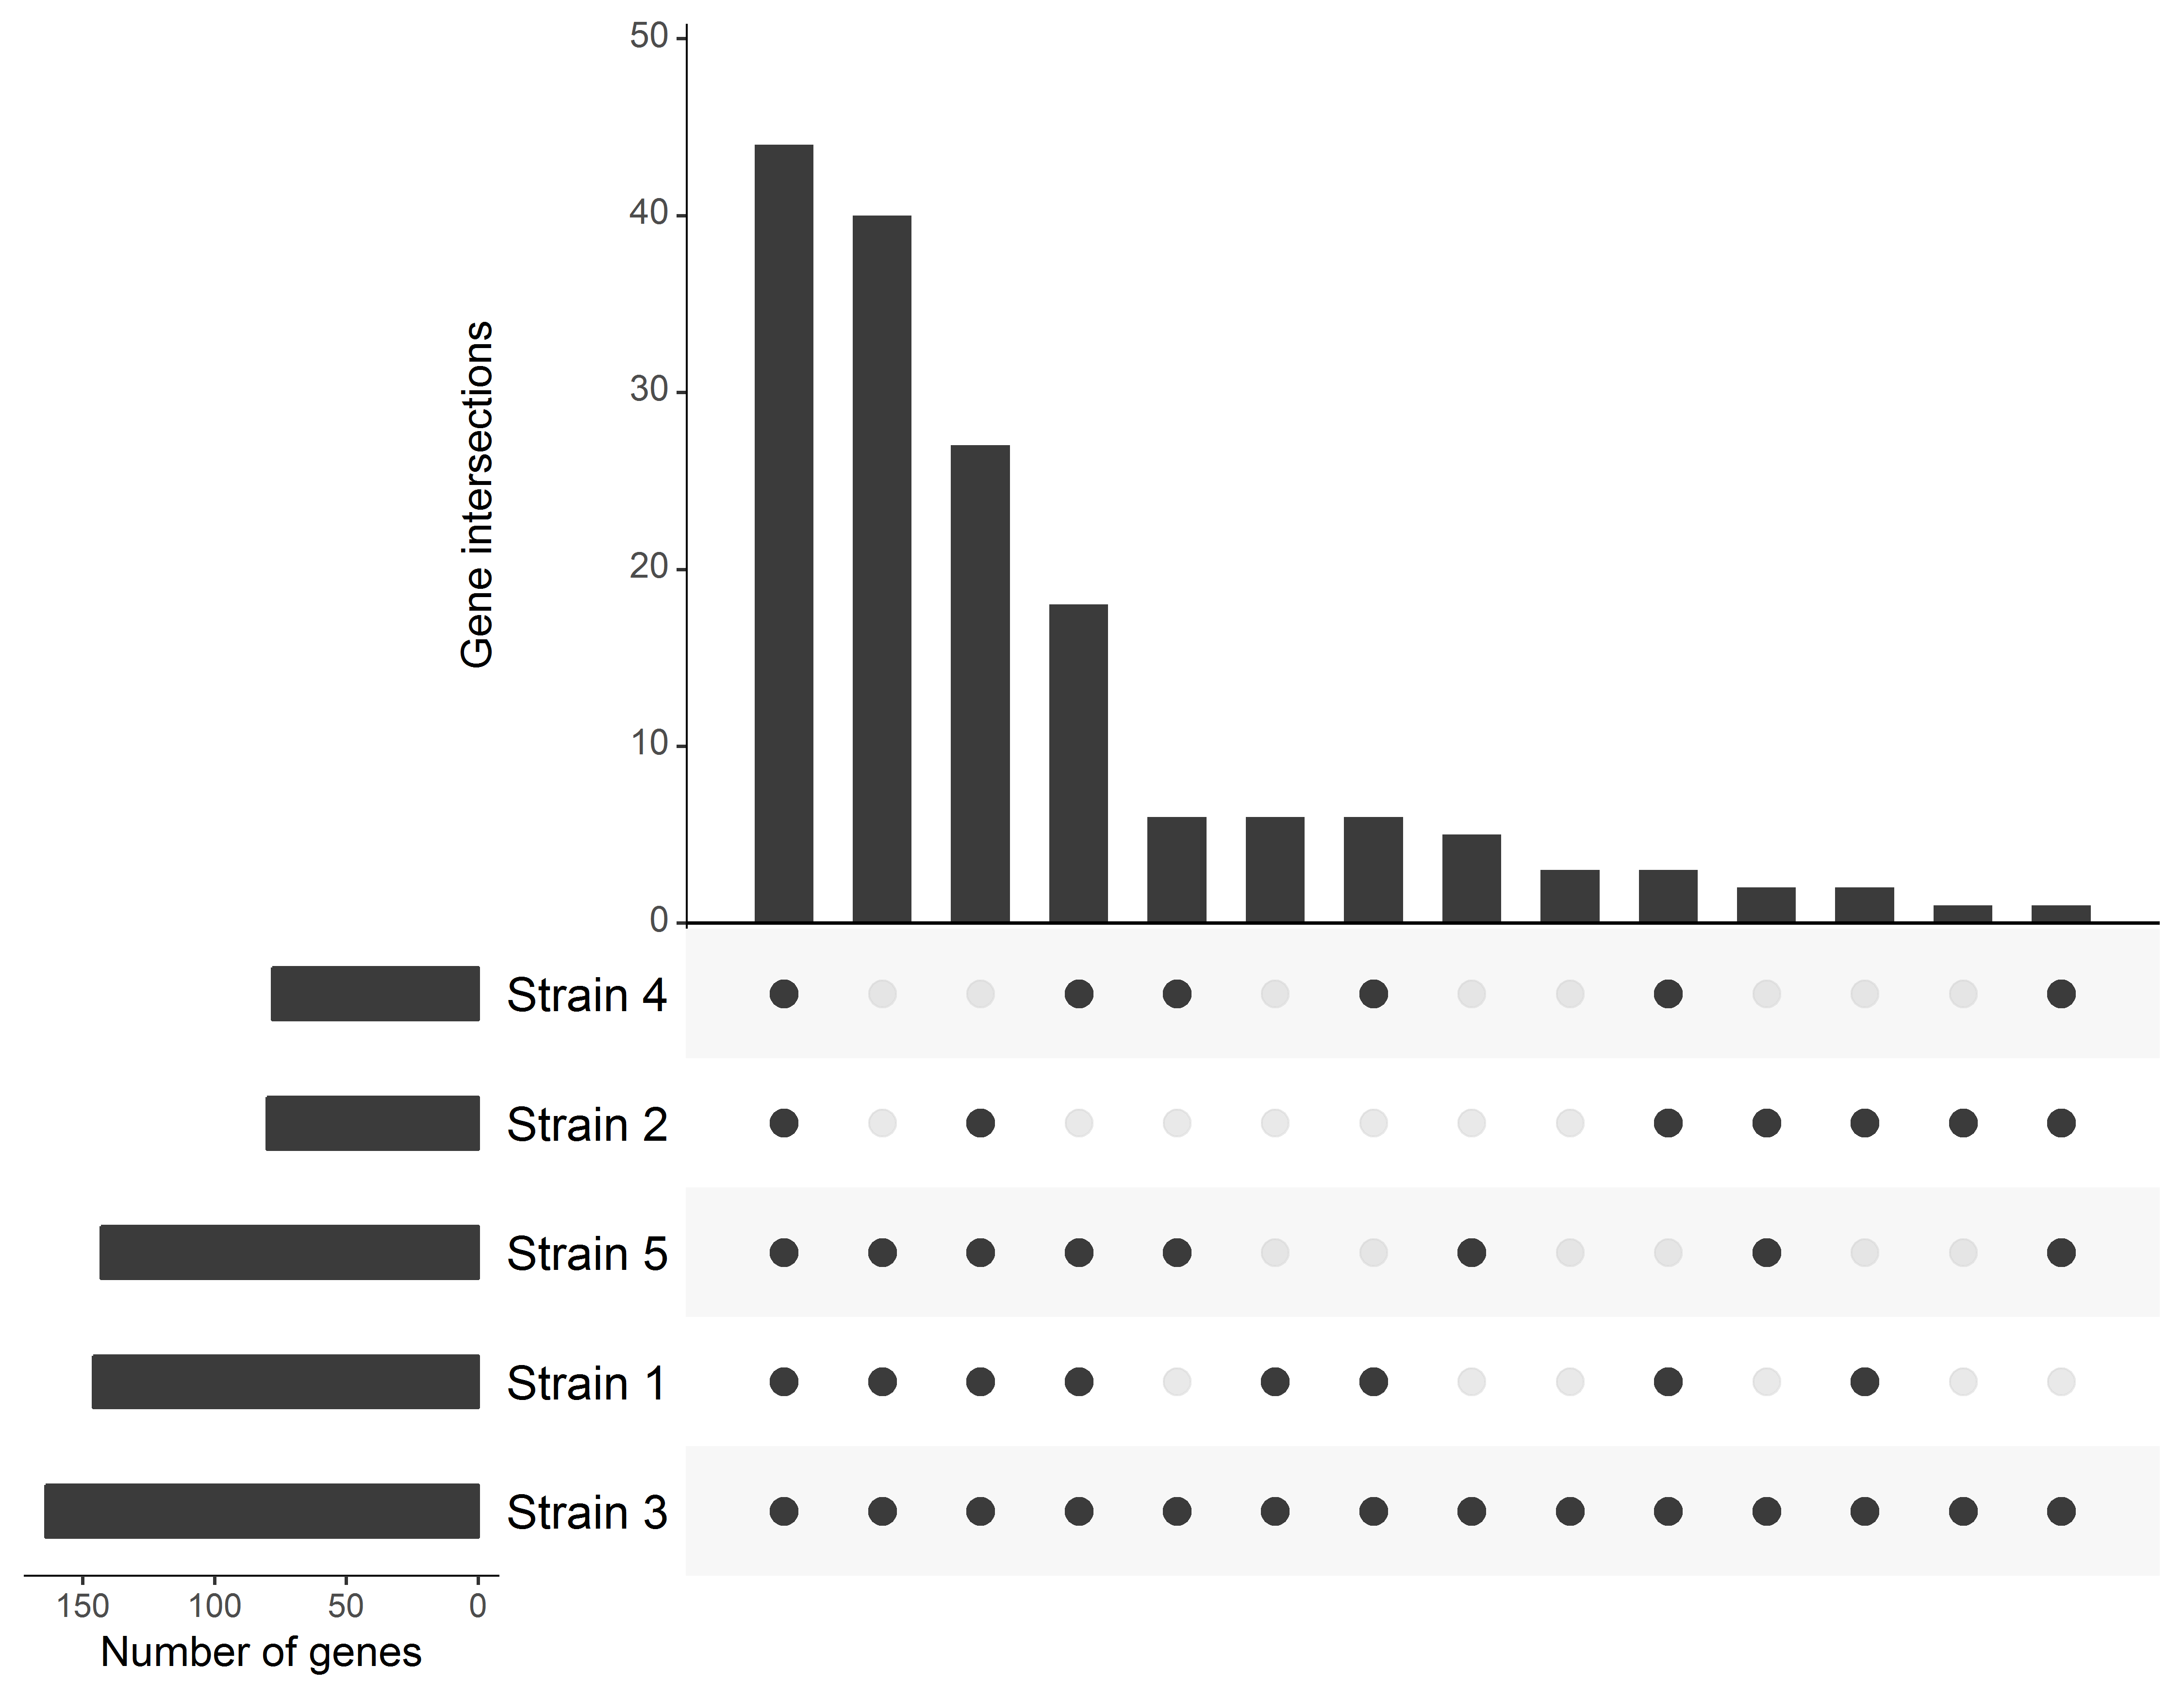 50
40
30
20
10
0
Gene intersections
Strain 4
Strain 2
Strain 5
Strain 1
Strain 3
150 100 50 0
Number of genes